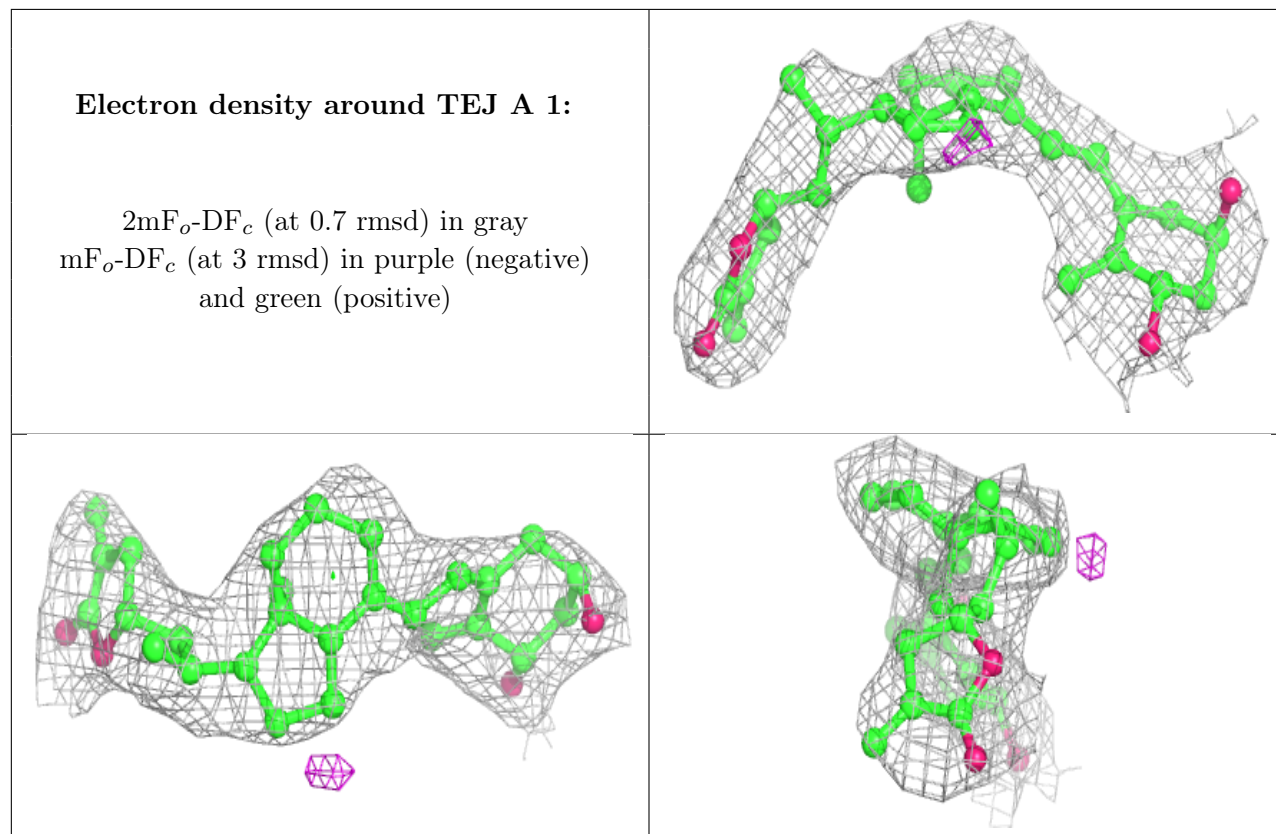 Electron density around TEJ A 1:
2mFₒ-DF𝒸 (at 0.7 rmsd) in gray
mFₒ-DF𝒸 (at 3 rmsd) in purple (negative)
and green (positive)